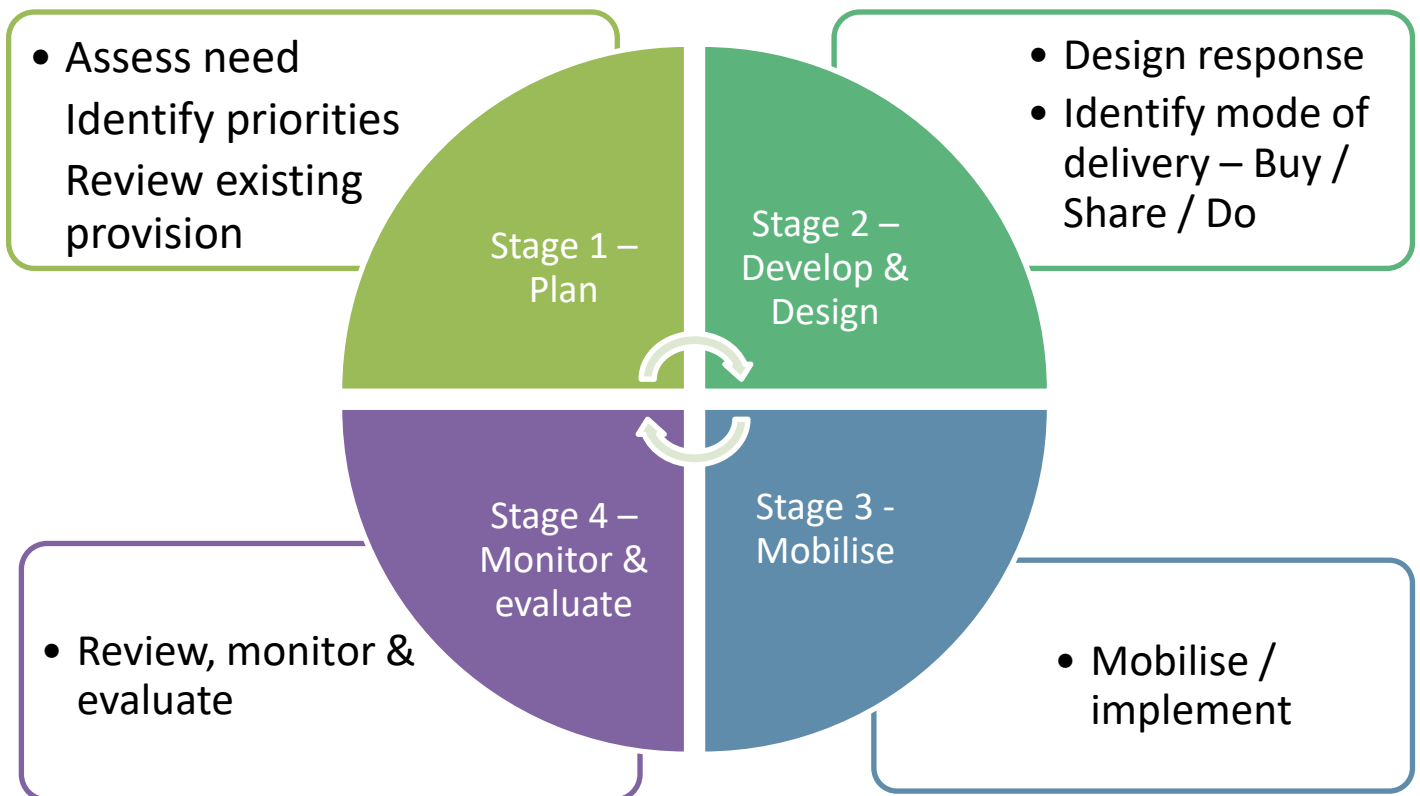 • Assess need
Identify priorities
Review existing
provision
Stage 1 –
Plan
• Design response
• Identify mode of
delivery – Buy /
Share / Do
Stage 2 –
Develop &
Design
Stage 3 -
Mobilise
• Mobilise /
implement
Stage 4 –
Monitor &
evaluate
• Review, monitor &
evaluate